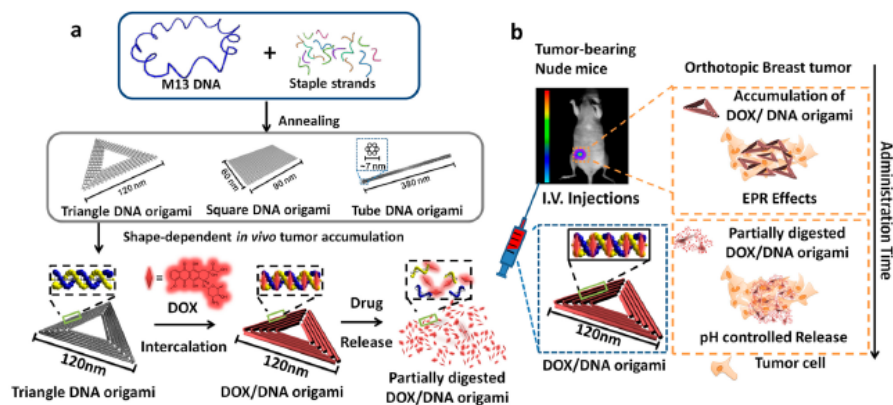 a
M13 DNA
+
Staple strands
Annealing
120 nm
Triangle DNA origami
60 nm
90 nm
Square DNA origami
~7 nm
380 nm
Tube DNA origami
Shape-dependent in vivo tumor accumulation
120nm
Triangle DNA origami
=
DOX
Intercalation
120nm
DOX/DNA origami
Drug
Release
Partially digested
DOX/DNA origami
b
Tumor-bearing
Nude mice
I.V. Injections
120nm
DOX/DNA origami
Orthotopic Breast tumor
Accumulation of
DOX/ DNA origami
EPR Effects
Partially digested
DOX/DNA origami
pH controlled Release
Tumor cell
Administration Time